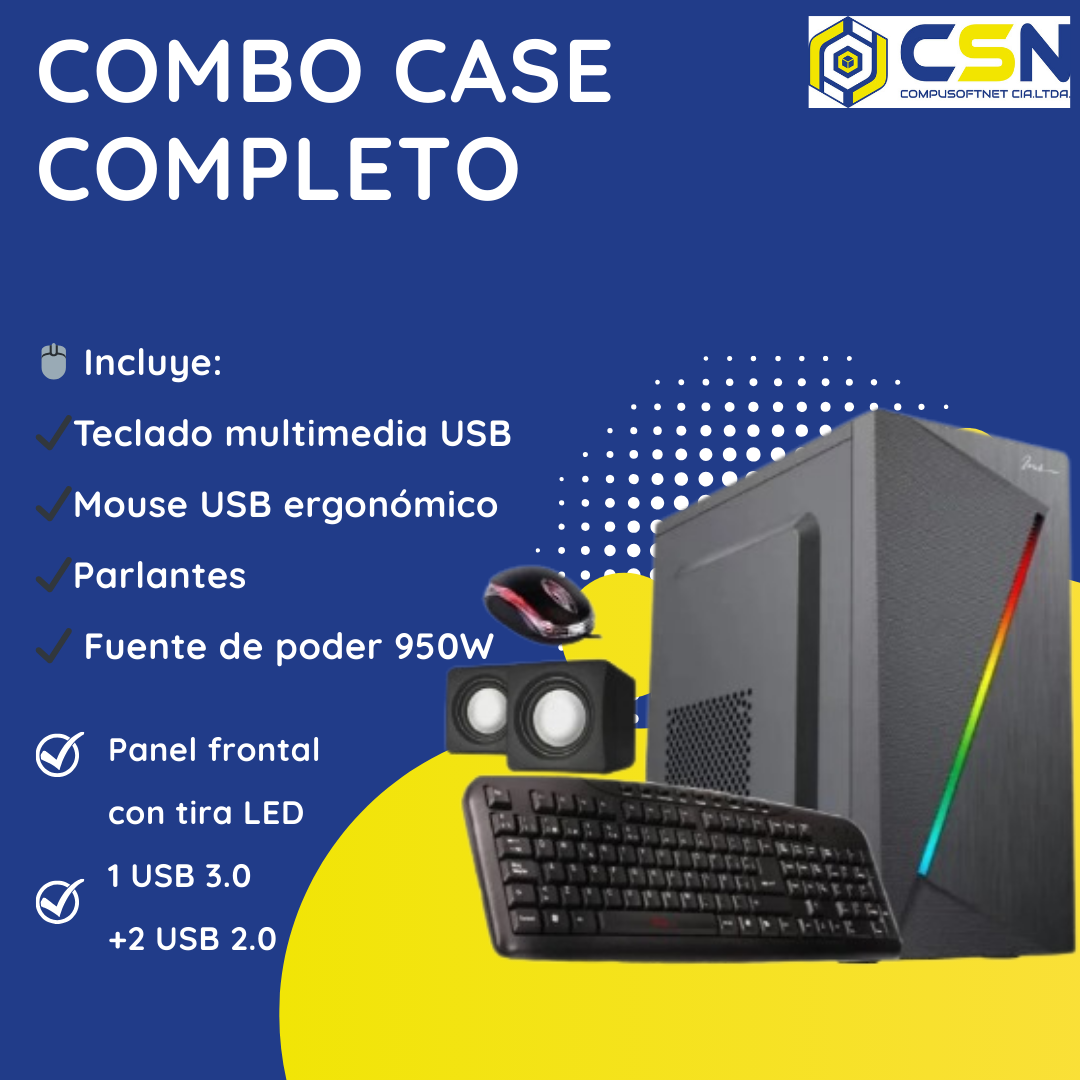 COMBO CASE
COMPLETO
CSN
COMPUSOFTNET CIA.LTDA.
Incluye:
Teclado multimedia USB
Mouse USB ergonómico
Parlantes
Fuente de poder 950W
Panel frontal
con tira LED
1 USB 3.0
+2 USB 2.0